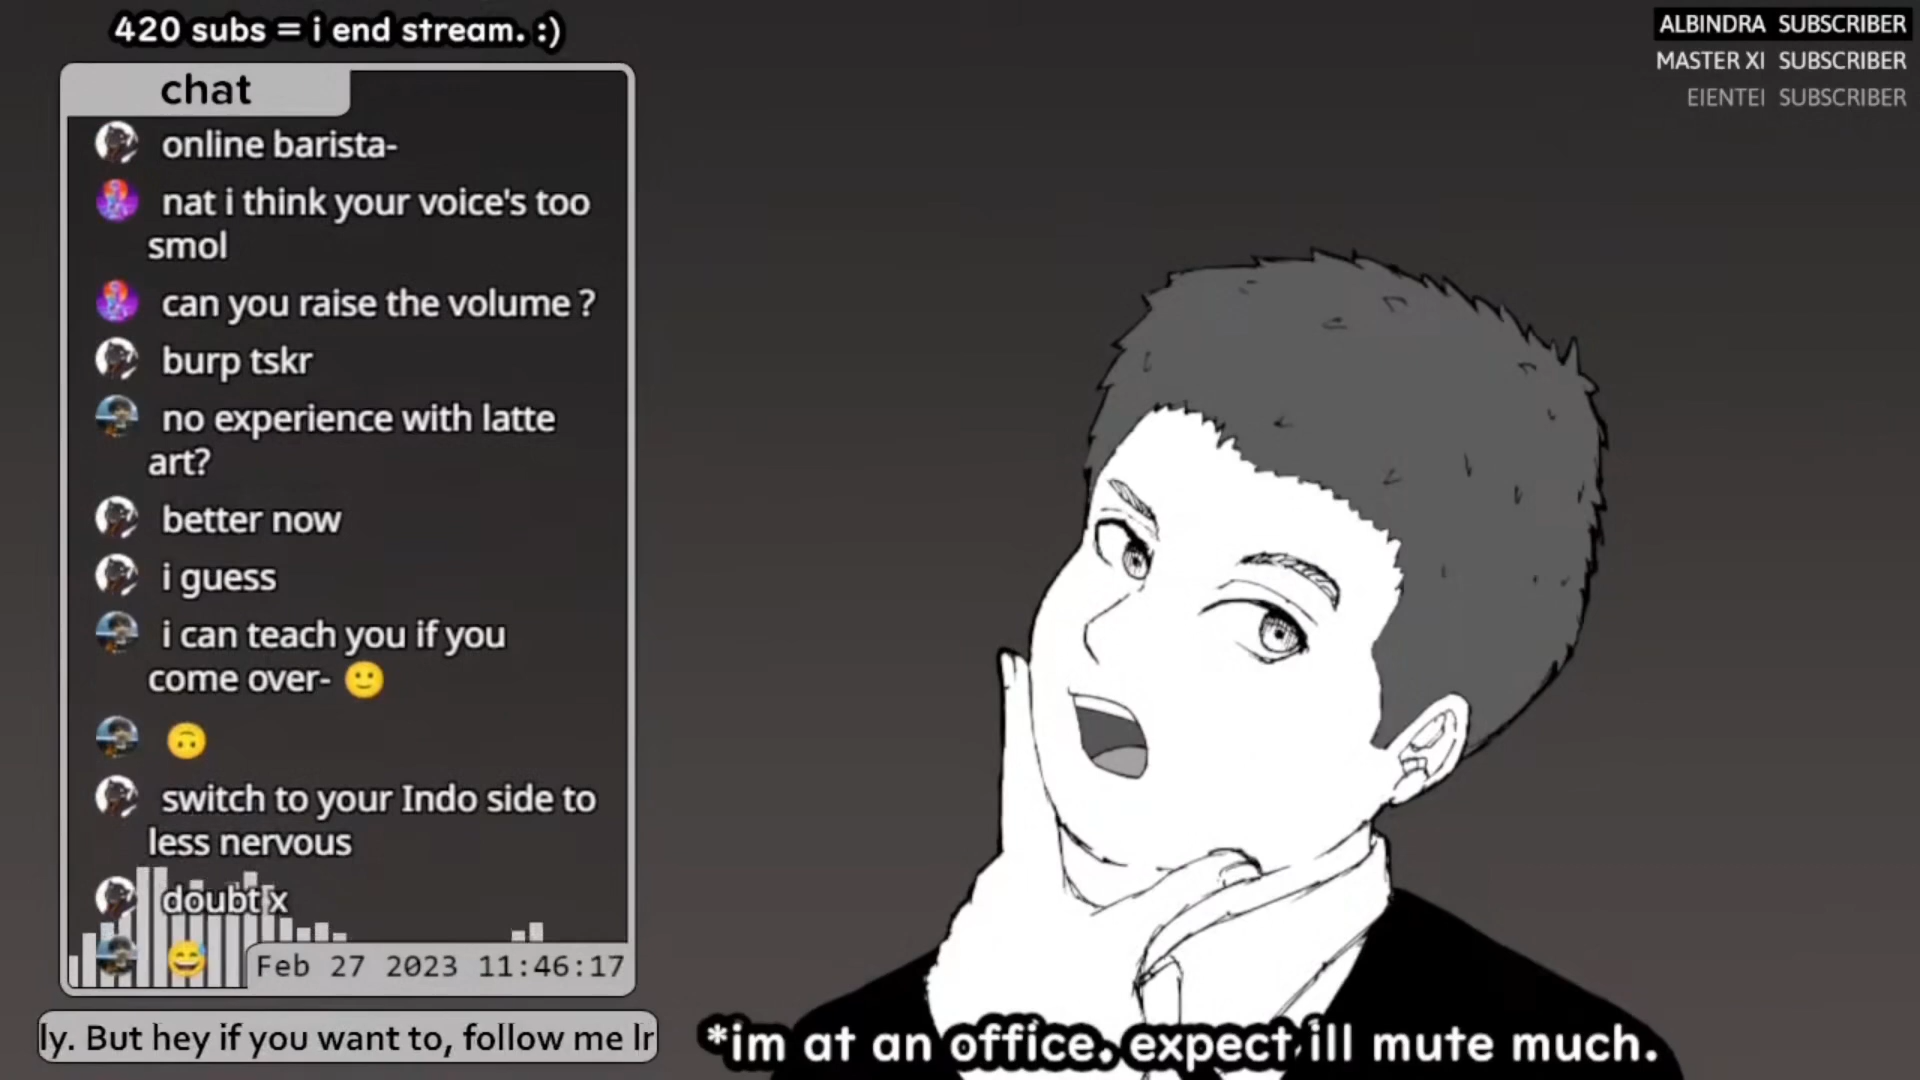 420 subs = i end stream. :)
chat
online barista-
nat i think your voice's too
smol
can you raise the volume ?
burp tskr
no experience with latte
art?
better now
i guess
i can teach you if you
come over- 🙂
🙃
switch to your Indo side to
less nervous
doubt x
😅
Feb 27 2023 11:46:17
ly. But hey if you want to, follow me
ALBINDRA SUBSCRIBER
MASTER XI SUBSCRIBER
EIENTEI SUBSCRIBER
*im at an office. expect ill mute much.